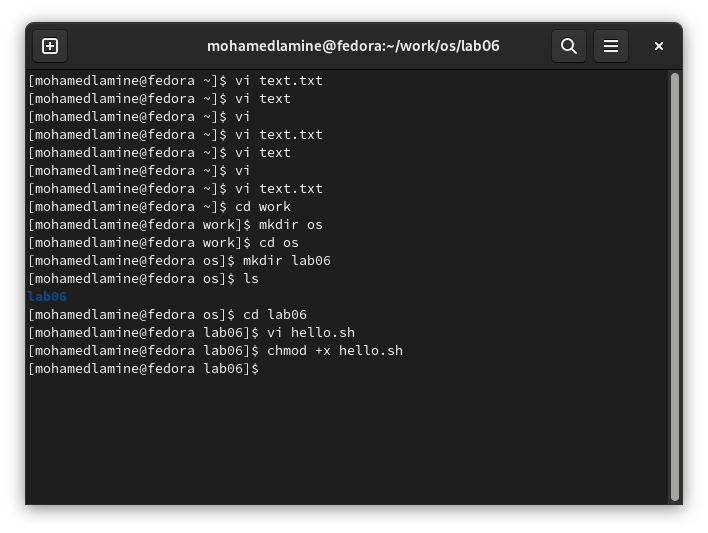 mohamedlamine@fedora:~/work/os/lab06
[mohamedlamine@fedora ~]$ vi text.txt
[mohamedlamine@fedora ~]$ vi text
[mohamedlamine@fedora ~]$ vi
[mohamedlamine@fedora ~]$ vi text.txt
[mohamedlamine@fedora ~]$ vi text
[mohamedlamine@fedora ~]$ vi
[mohamedlamine@fedora ~]$ vi text.txt
[mohamedlamine@fedora ~]$ cd work
[mohamedlamine@fedora work]$ mkdir os
[mohamedlamine@fedora work]$ cd os
[mohamedlamine@fedora os]$ mkdir lab06
[mohamedlamine@fedora os]$ ls
lab06
[mohamedlamine@fedora os]$ cd lab06
[mohamedlamine@fedora lab06]$ vi hello.sh
[mohamedlamine@fedora lab06]$ chmod +x hello.sh
[mohamedlamine@fedora lab06]$